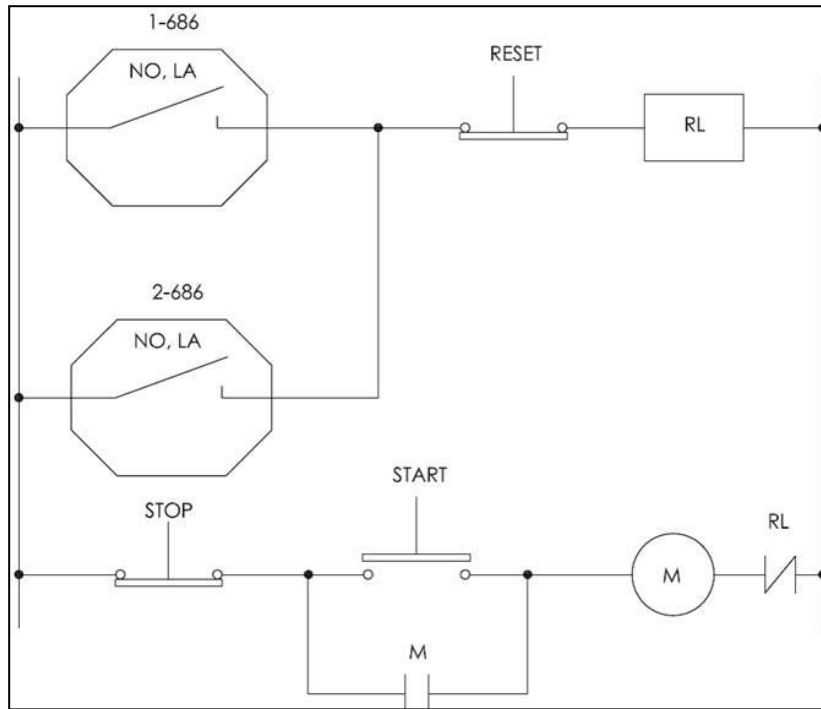 1-686
NO, LA
RESET
RL
2-686
NO, LA
STOP
START
M
RL
M